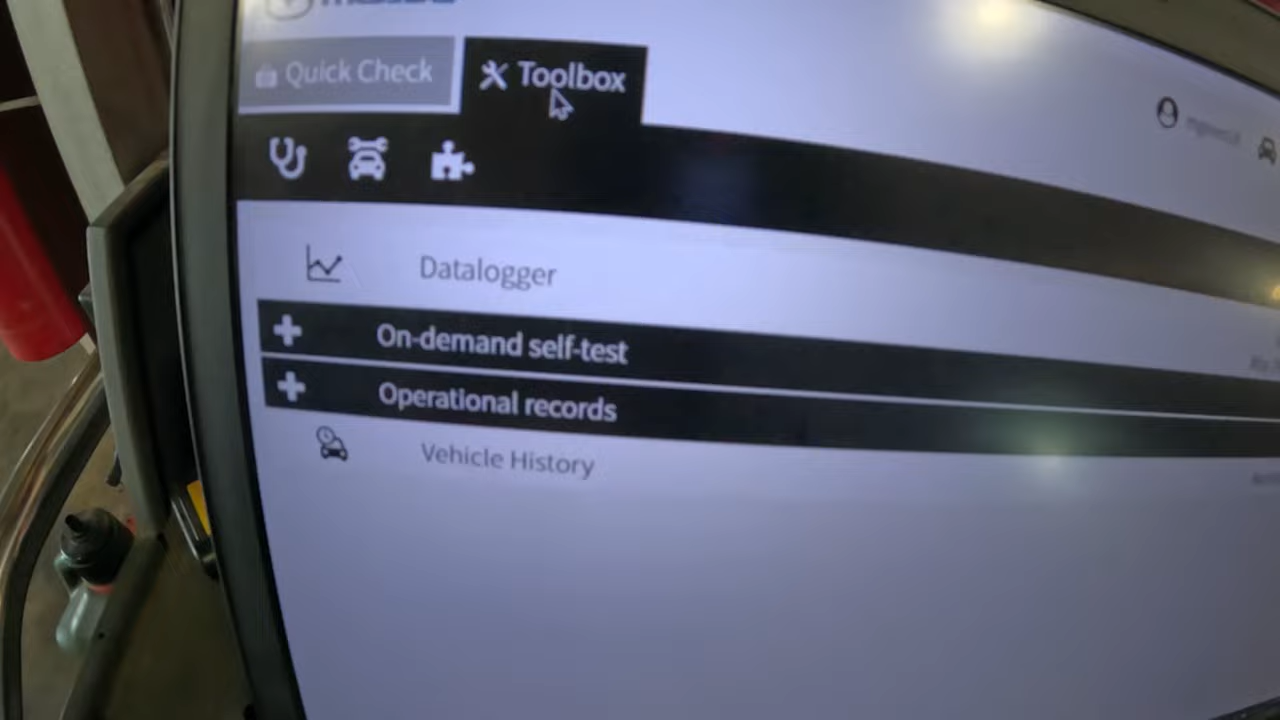 Quick Check
Toolbox
Datalogger
On-demand self-test
Operational records
Vehicle History